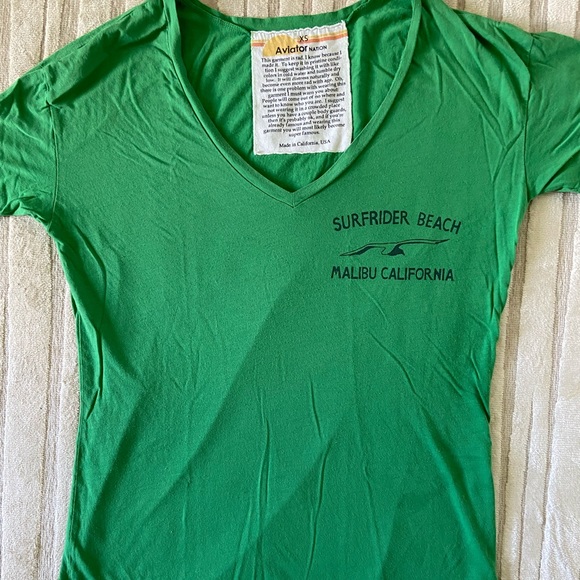 XS
Aviator NATION
This garment is rad. I know because I
made it. To keep it in pristine condi-
tion I suggest washing it with like
colors in cold water and tumble dry
low. It will distress naturally and
become even more rad with age. Oh,
there is one problem with wearing this
garment I must warn you about.
People will come out of no where and
want to know who you are. I suggest
not wearing it in a crowded place
unless you have a couple body guards,
then it's probably ok, and if you're
already famous and wearing this
garment you will most likely become
super famous.
Made in California, USA
SURFRIDER BEACH
MALIBU CALIFORNIA